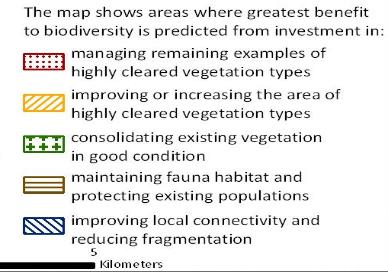 The map shows areas where greatest benefit
to biodiversity is predicted from investment in:
managing remaining examples of
highly cleared vegetation types
improving or increasing the area of
highly cleared vegetation types
consolidating existing vegetation
in good condition
maintaining fauna habitat and
protecting existing populations
improving local connectivity and
reducing fragmentation
5
Kilometers